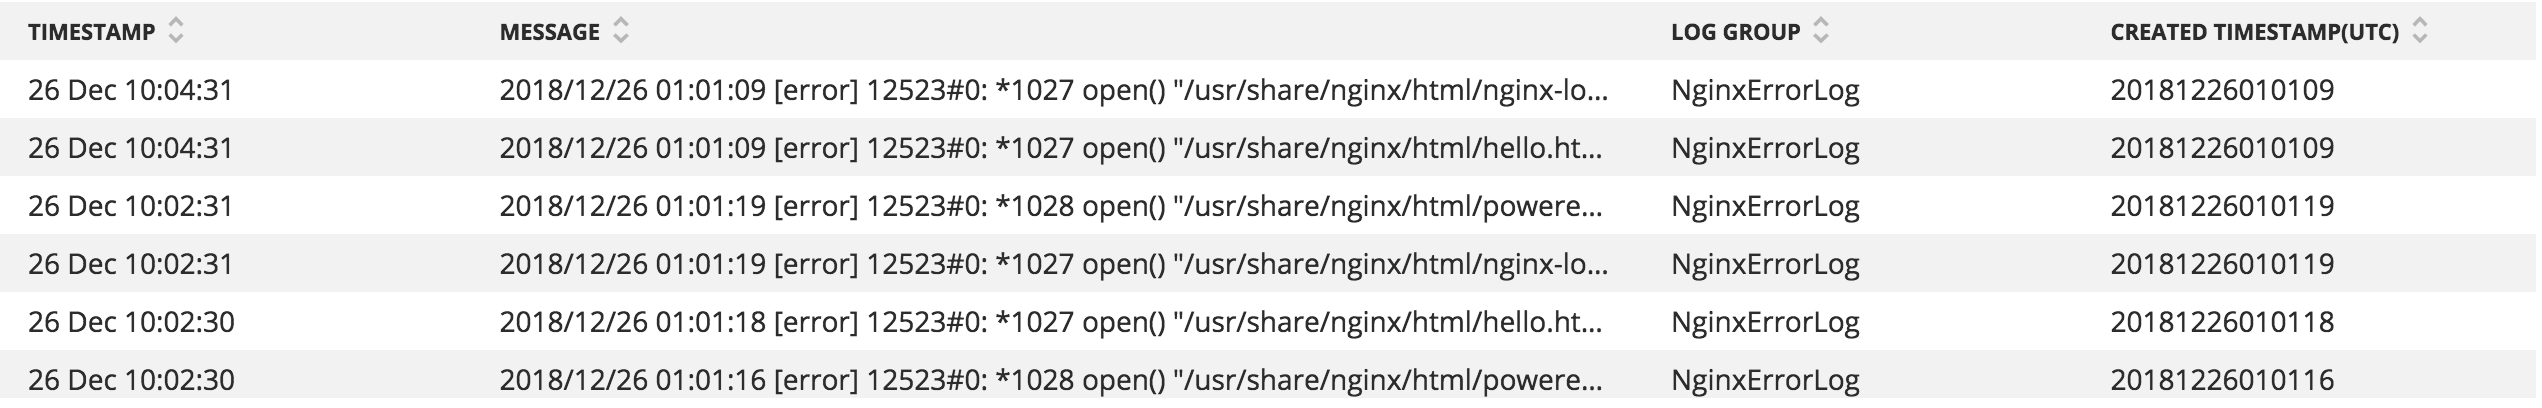 TIMESTAMP MESSAGE LOG GROUP CREATED TIMESTAMP(UTC)
26 Dec 10:04:31 2018/12/26 01:01:09 [error] 12523#0: *1027 open() "/usr/share/nginx/html/nginx-lo... NginxErrorLog 20181226010109
26 Dec 10:04:31 2018/12/26 01:01:09 [error] 12523#0: *1027 open() "/usr/share/nginx/html/hello.ht... NginxErrorLog 20181226010109
26 Dec 10:02:31 2018/12/26 01:01:19 [error] 12523#0: *1028 open() "/usr/share/nginx/html/powere... NginxErrorLog 20181226010119
26 Dec 10:02:31 2018/12/26 01:01:19 [error] 12523#0: *1027 open() "/usr/share/nginx/html/nginx-lo... NginxErrorLog 20181226010119
26 Dec 10:02:30 2018/12/26 01:01:18 [error] 12523#0: *1027 open() "/usr/share/nginx/html/hello.ht... NginxErrorLog 20181226010118
26 Dec 10:02:30 2018/12/26 01:01:16 [error] 12523#0: *1028 open() "/usr/share/nginx/html/powere... NginxErrorLog 20181226010116